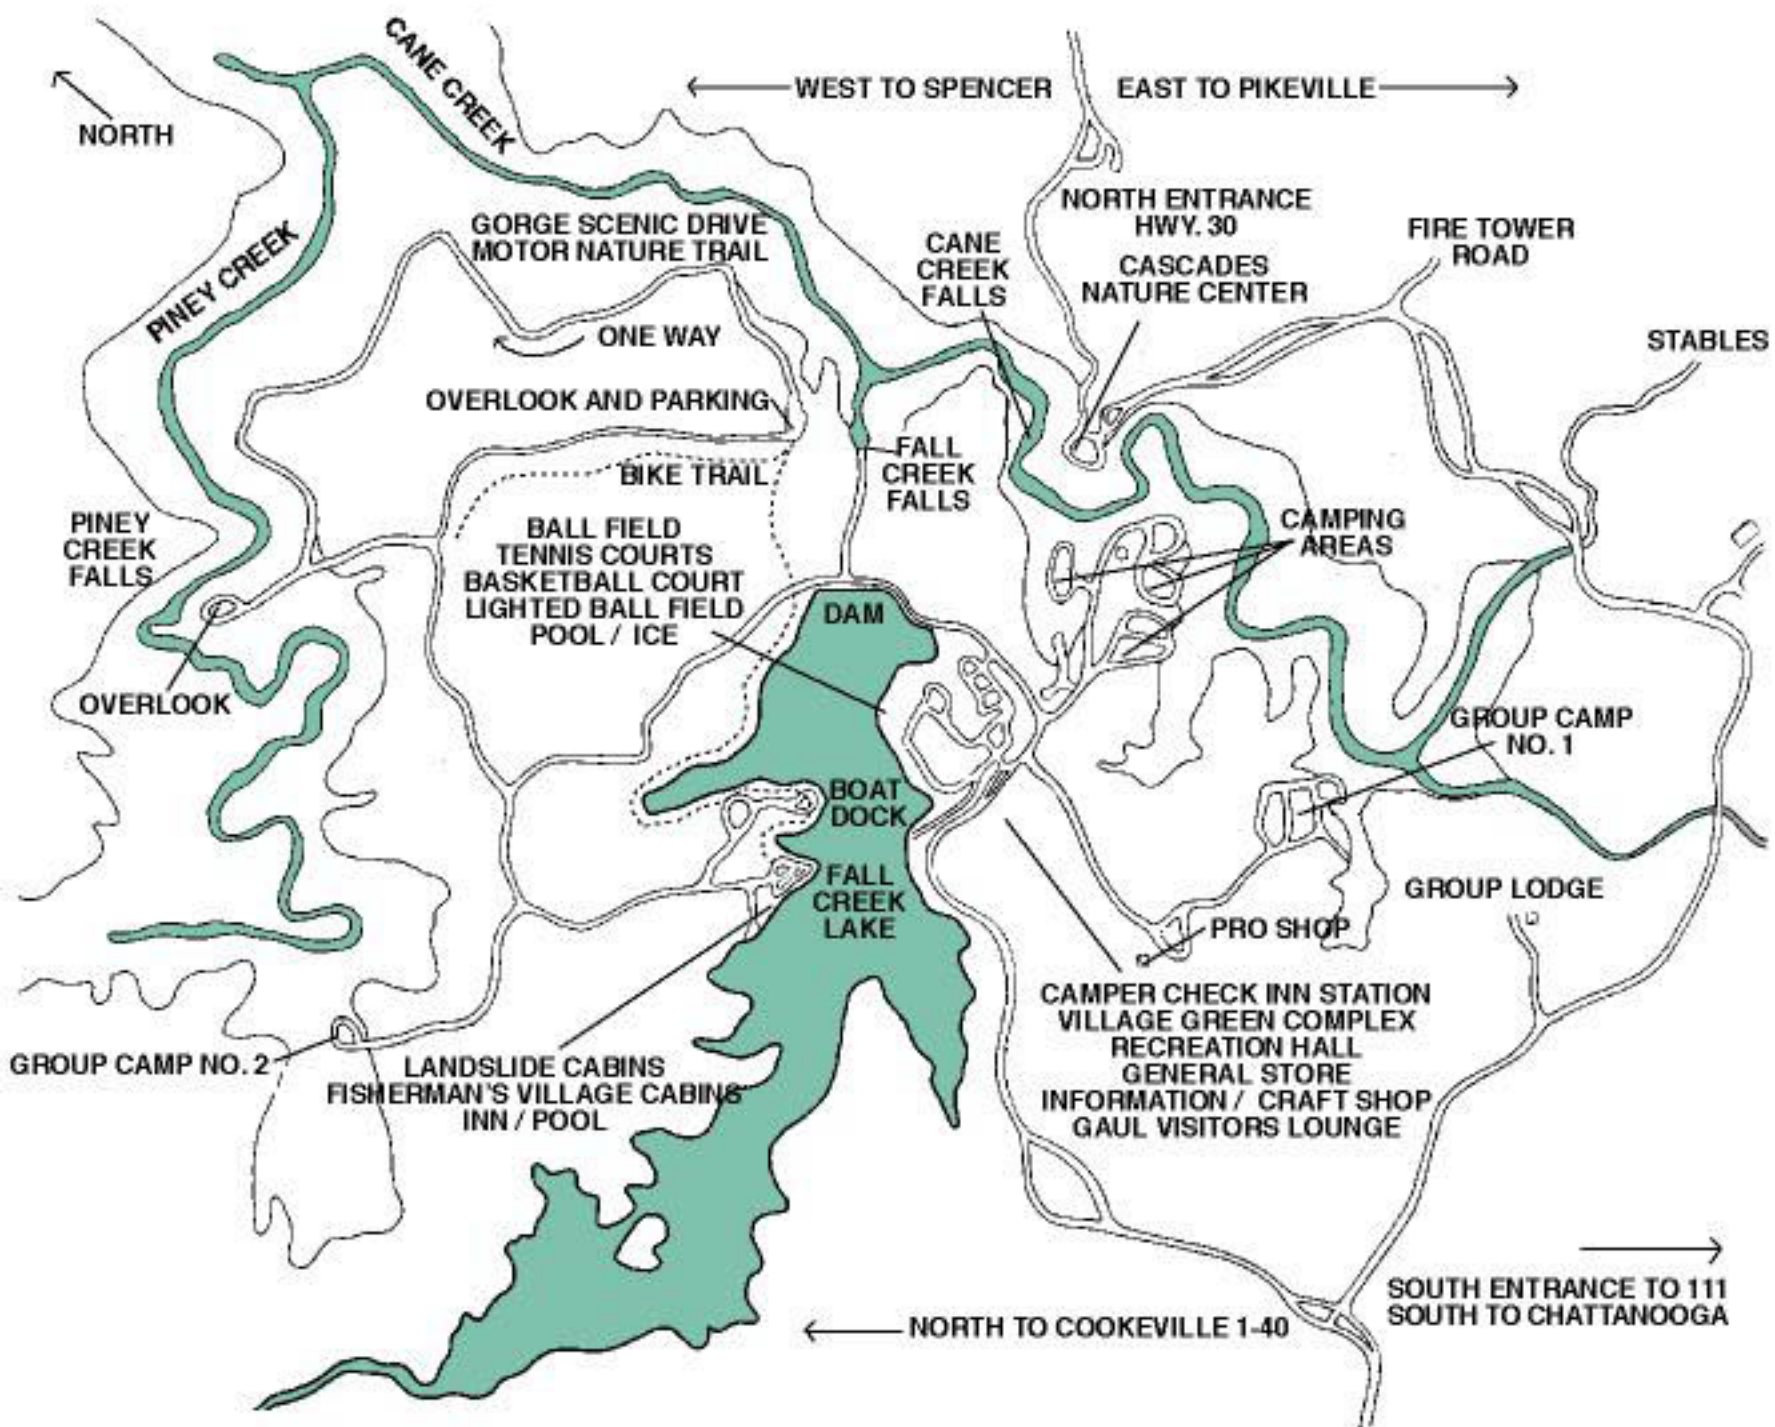 CANE CREEK
WEST TO SPENCER
EAST TO PIKEVILLE
NORTH
NORTH ENTRANCE
HWY. 30
GORGE SCENIC DRIVE
MOTOR NATURE TRAIL
FIRE TOWER
ROAD
CANE
CREEK
FALLS
CASCADES
NATURE CENTER
PINEY CREEK
ONE WAY
STABLES
OVERLOOK AND PARKING
BIKE TRAIL
FALL
CREEK
FALLS
PINEY
CREEK
FALLS
BALL FIELD
TENNIS COURTS
BASKETBALL COURT
LIGHTED BALL FIELD
POOL / ICE
CAMPING
AREAS
DAM
OVERLOOK
GROUP CAMP
NO. 1
BOAT
DOCK
FALL
CREEK
LAKE
GROUP LODGE
PRO SHOP
CAMPER CHECK INN STATION
VILLAGE GREEN COMPLEX
RECREATION HALL
GENERAL STORE
INFORMATION / CRAFT SHOP
GAUL VISITORS LOUNGE
GROUP CAMP NO. 2
LANDSLIDE CABINS
FISHERMAN'S VILLAGE CABINS
INN / POOL
SOUTH ENTRANCE TO 111
SOUTH TO CHATTANOOGA
NORTH TO COOKEVILLE 1-40